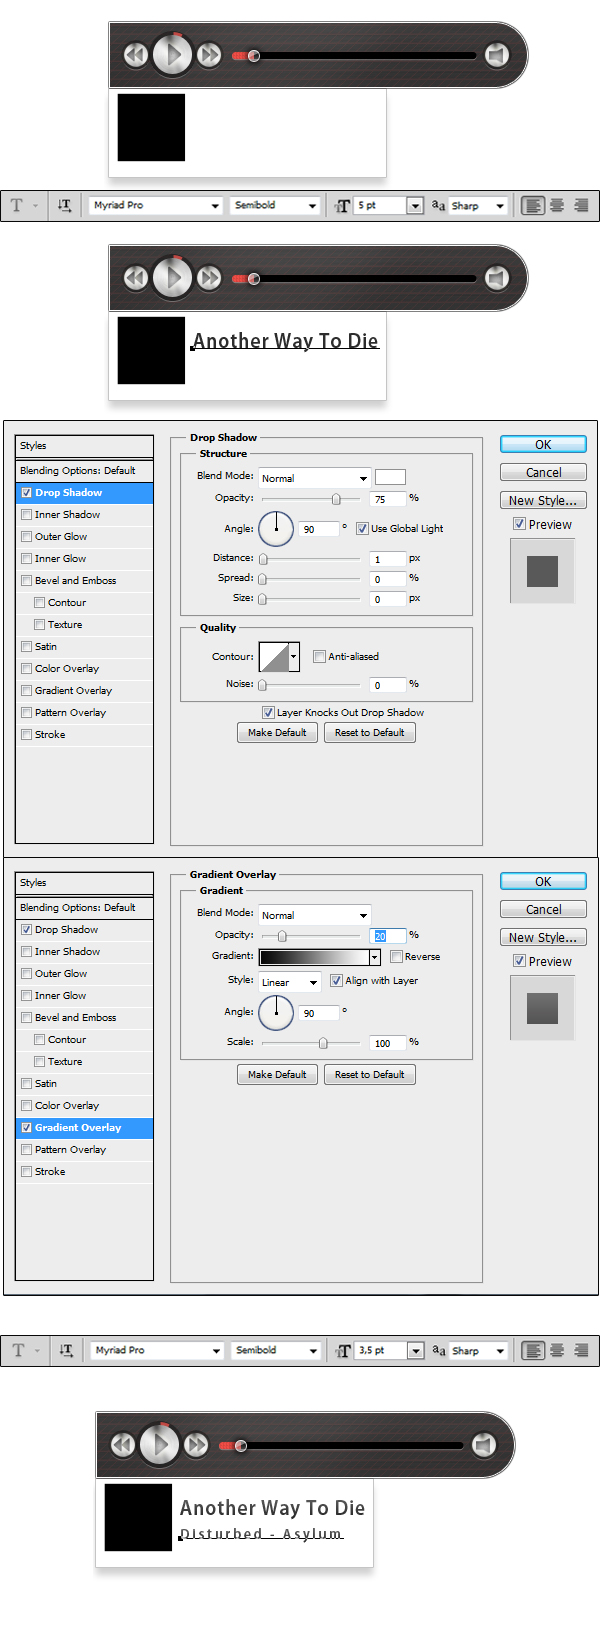 T T Myriad Pro Semibold TT 5 pt aa Sharp
Another Way To Die
Styles
Blending Options: Default
Drop Shadow
Inner Shadow
Outer Glow
Inner Glow
Bevel and Emboss
Contour
Texture
Satin
Color Overlay
Gradient Overlay
Pattern Overlay
Stroke
Drop Shadow
Structure
Blend Mode: Normal
Opacity: 75 %
Angle: 90 ° Use Global Light
Distance: 1 px
Spread: 0 %
Size: 0 px
Quality
Contour: Anti-aliased
Noise: 0 %
Layer Knocks Out Drop Shadow
Make Default Reset to Default
OK
Cancel
New Style...
Preview
Styles
Blending Options: Default
Drop Shadow
Inner Shadow
Outer Glow
Inner Glow
Bevel and Emboss
Contour
Texture
Satin
Color Overlay
Gradient Overlay
Pattern Overlay
Stroke
Gradient Overlay
Gradient
Blend Mode: Normal
Opacity: 20 %
Gradient: Reverse
Style: Linear Align with Layer
Angle: 90 °
Scale: 100 %
Make Default Reset to Default
OK
Cancel
New Style...
Preview
T T Myriad Pro Semibold TT 3,5 pt aa Sharp
Another Way To Die
Disturbed - Asylum